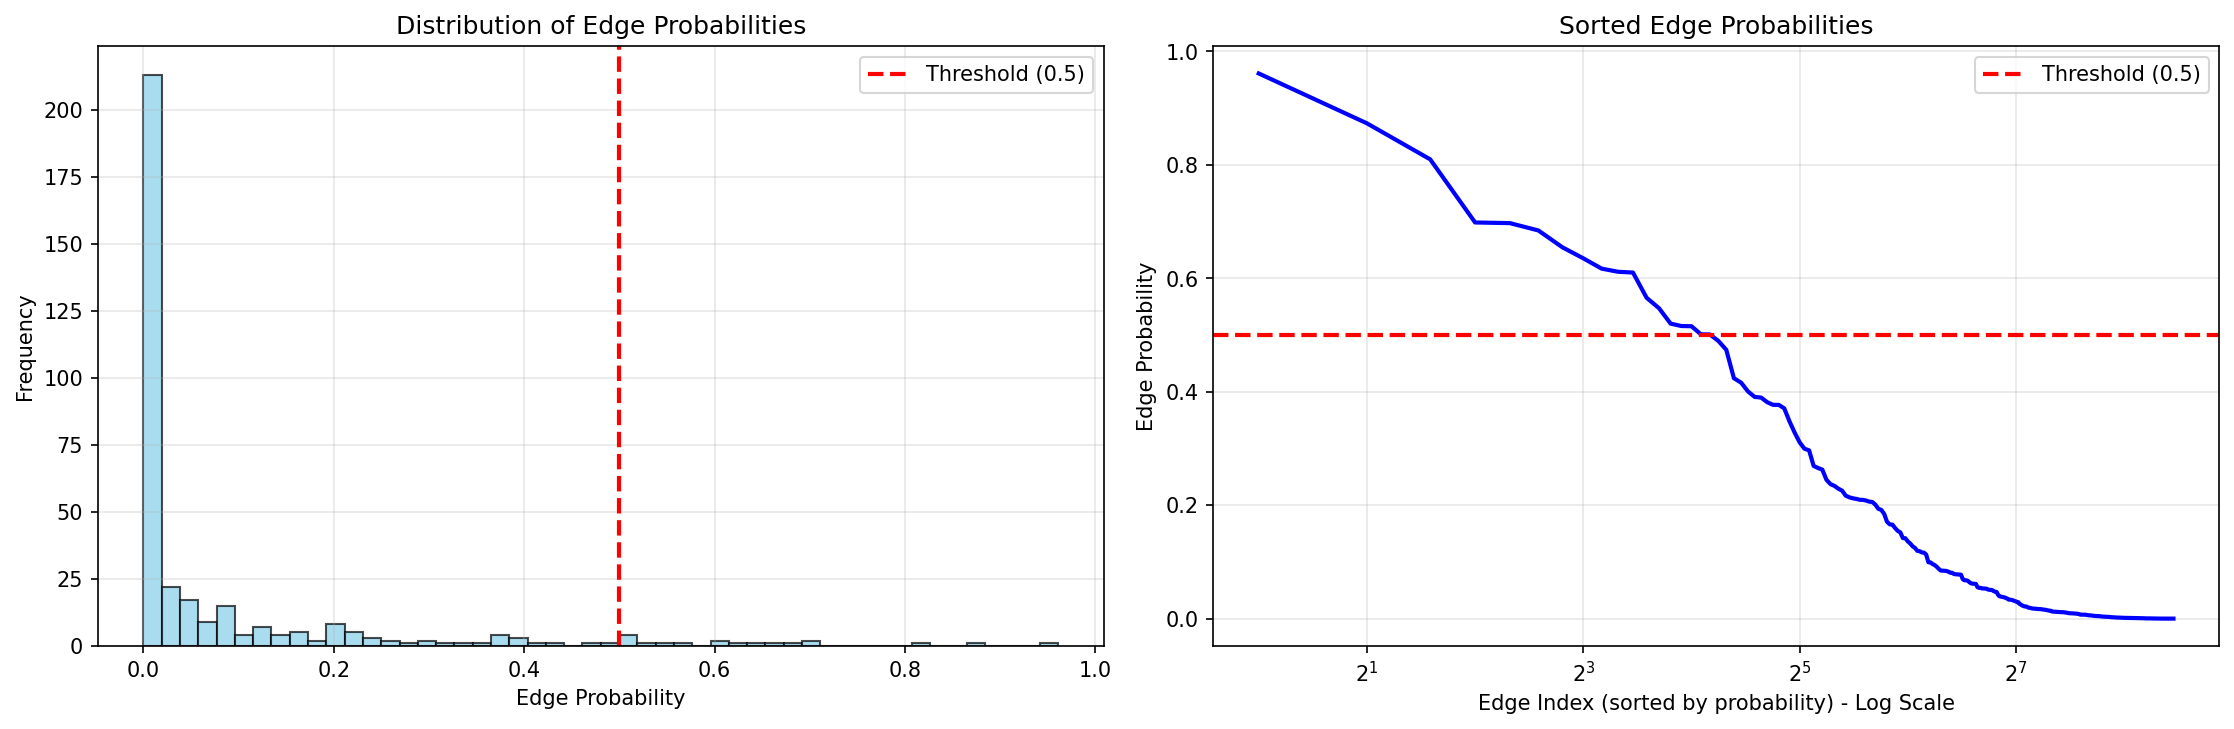 Distribution of Edge Probabilities
Threshold (0.5)
Frequency
200
175
150
125
100
75
50
25
0
0.0 0.2 0.4 0.6 0.8 1.0
Edge Probability
Sorted Edge Probabilities
Threshold (0.5)
Edge Probability
1.0
0.8
0.6
0.4
0.2
0.0
2¹ 2³ 2⁵ 2⁷
Edge Index (sorted by probability) - Log Scale